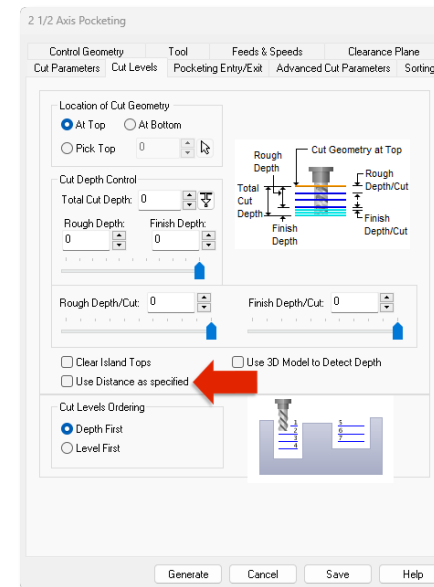 2 1/2 Axis Pocketing
Control Geometry Tool Feeds & Speeds Clearance Plane
Cut Parameters Cut Levels Pocketing Entry/Exit Advanced Cut Parameters Sorting
Location of Cut Geometry
At Top At Bottom
Pick Top 0
Cut Depth Control
Total Cut Depth: 0
Rough Depth: Finish Depth:
0 0
Cut Geometry at Top
Rough
Depth
Rough
Depth/Cut
Total
Cut
Depth
Finish
Depth
Finish
Depth/Cut
Rough Depth/Cut: 0 Finish Depth/Cut: 0
Clear Island Tops Use 3D Model to Detect Depth
Use Distance as specified
Cut Levels Ordering
Depth First
Level First
1 5
2 6
3 7
4
Generate Cancel Save Help